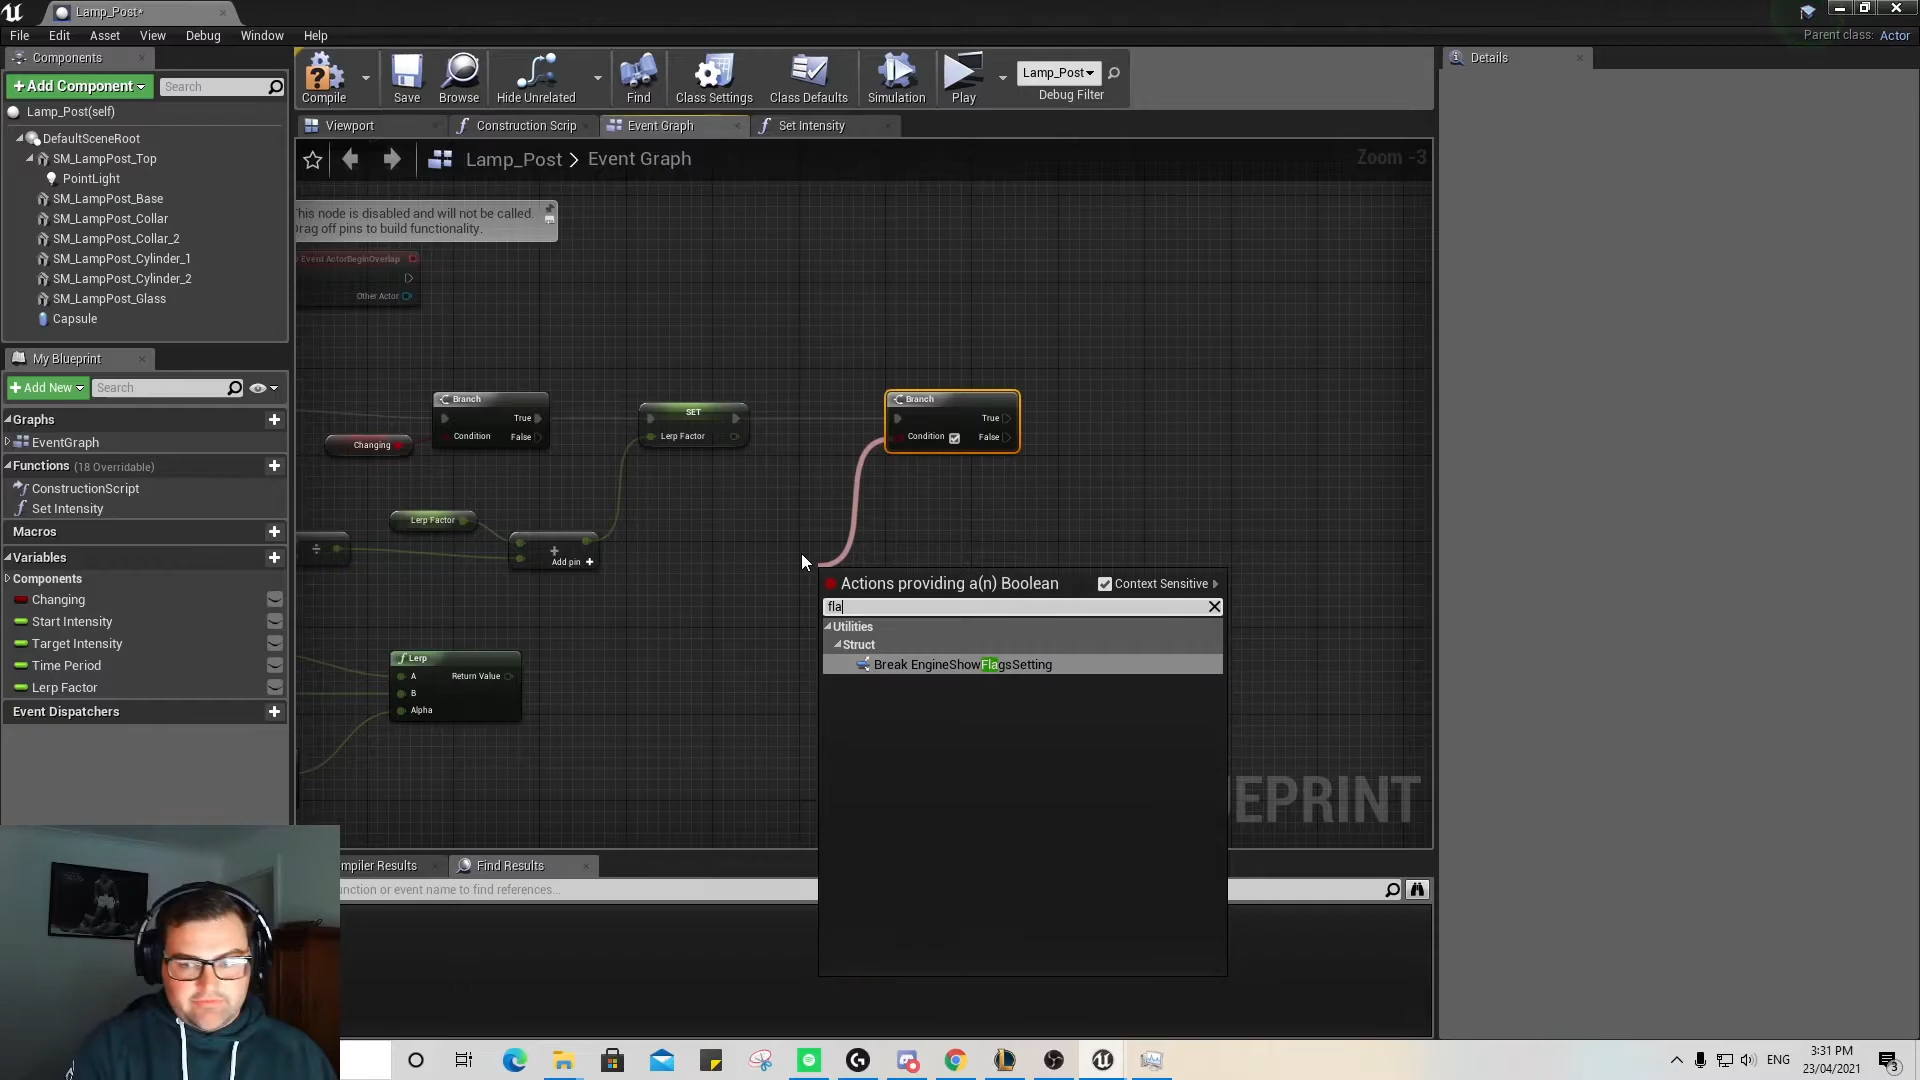 Lamp_Post*
File Edit Asset View Debug Window Help
Parent class: Actor
Components
+Add Component
Search
Lamp_Post(self)
DefaultSceneRoot
SM_LampPost_Top
PointLight
SM_LampPost_Base
SM_LampPost_Collar
SM_LampPost_Collar_2
SM_LampPost_Cylinder_1
SM_LampPost_Cylinder_2
SM_LampPost_Glass
Capsule
My Blueprint
+Add New
Search
Graphs
EventGraph
Functions (18 Overridable)
ConstructionScript
Set Intensity
Macros
Variables
Components
Changing
Start Intensity
Target Intensity
Time Period
Lerp Factor
Event Dispatchers
Compile
Save
Browse
Hide Unrelated
Find
Class Settings
Class Defaults
Simulation
Play
Lamp_Post
Debug Filter
Viewport
Construction Scrip
Event Graph
Set Intensity
Lamp_Post > Event Graph
Zoom -3
his node is disabled and will not be called.
rag off pins to build functionality.
Event ActorBeginOverlap
Other Actor
Branch
True
Condition
False
Changing
SET
Lerp Factor
Branch
True
Condition
False
Lerp Factor
Add pin +
Lerp
A
Return Value
B
Alpha
Actions providing a(n) Boolean
Context Sensitive
fla
Utilities
Struct
Break EngineShowFlagsSetting
EPRINT
mpiler Results
Find Results
unction or event name to find references...
Details
ENG
3:31 PM
23/04/2021
3